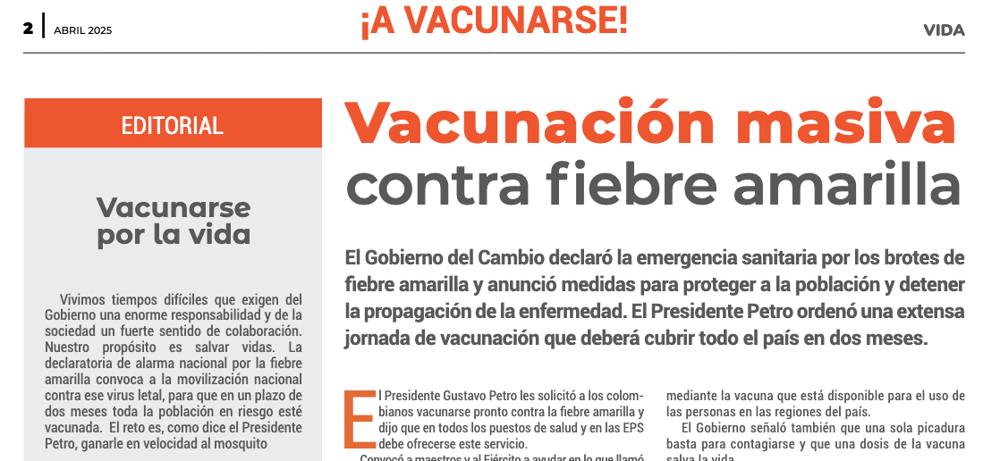 2 | ABRIL 2025
¡A VACUNARSE!
VIDA
EDITORIAL
Vacunarse
por la vida
Vivimos tiempos difíciles que exigen del
Gobierno una enorme responsabilidad y de la
sociedad un fuerte sentido de colaboración.
Nuestro propósito es salvar vidas. La
declaratoria de alarma nacional por la fiebre
amarilla convoca a la movilización nacional
contra ese virus letal, para que en un plazo de
dos meses toda la población en riesgo esté
vacunada. El reto es, como dice el Presidente
Petro, ganarle en velocidad al mosquito
Vacunación masiva
contra fiebre amarilla
El Gobierno del Cambio declaró la emergencia sanitaria por los brotes de
fiebre amarilla y anunció medidas para proteger a la población y detener
la propagación de la enfermedad. El Presidente Petro ordenó una extensa
jornada de vacunación que deberá cubrir todo el país en dos meses.
El Presidente Gustavo Petro les solicitó a los colom-
bianos vacunarse pronto contra la fiebre amarilla y
dijo que en todos los puestos de salud y en las EPS
debe ofrecerse este servicio.
Convocó a maestros y al Ejército a ayudar en lo que llamó
mediante la vacuna que está disponible para el uso de
las personas en las regiones del país.
El Gobierno señaló también que una sola picadura
basta para contagiarse y que una dosis de la vacuna
salva la vida